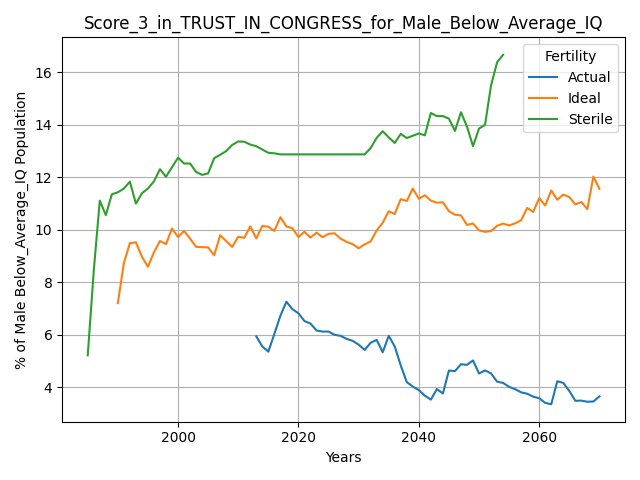 Score_3_in_TRUST_IN_CONGRESS_for_Male_Below_Average_IQ
% of Male Below_Average_IQ Population
16
14
12
10
8
6
4
Fertility
Actual
Ideal
Sterile
2000 2020 2040 2060
Years